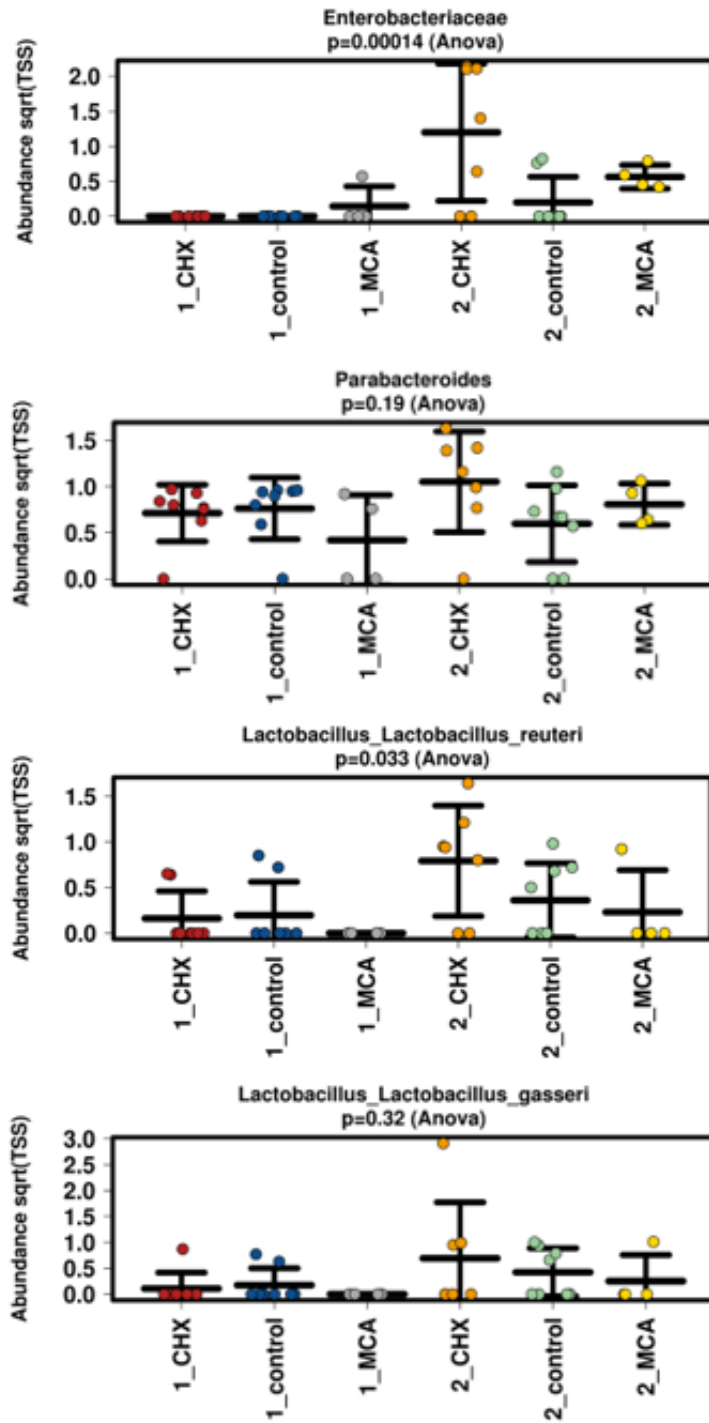 Enterobacteriaceae
p=0.00014 (Anova)
Abundance sqrt(TSS)
2.0
1.5
1.0
0.5
0.0
1_CHX
1_control
1_MCA
2_CHX
2_control
2_MCA
Parabacteroides
p=0.19 (Anova)
Abundance sqrt(TSS)
1.5
1.0
0.5
0.0
1_CHX
1_control
1_MCA
2_CHX
2_control
2_MCA
Lactobacillus_Lactobacillus_reuteri
p=0.033 (Anova)
Abundance sqrt(TSS)
1.5
1.0
0.5
0.0
1_CHX
1_control
1_MCA
2_CHX
2_control
2_MCA
Lactobacillus_Lactobacillus_gasseri
p=0.32 (Anova)
Abundance sqrt(TSS)
3.0
2.5
2.0
1.5
1.0
0.5
0.0
1_CHX
1_control
1_MCA
2_CHX
2_control
2_MCA